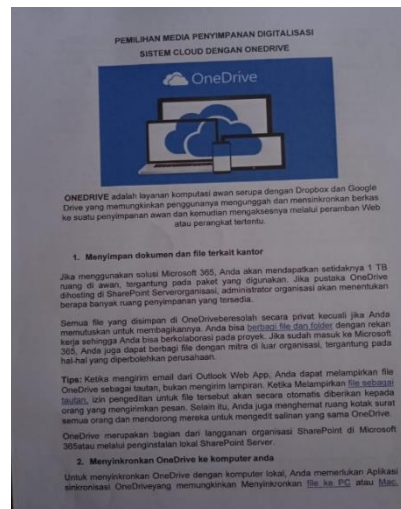 PEMILIHAN MEDIA PENYIMPANAN DIGITALISASI
SISTEM CLOUD DENGAN ONEDRIVE
OneDrive
ONEDRIVE adalah layanan komputasi awan serupa dengan Dropbox dan Google
Drive yang memungkinkan penggunanya mengunggah dan mensinkronkan berkas
ke suatu penyimpanan awan dan kemudian mengaksesnya melalui peramban Web
atau perangkat tertentu.
1. Menyimpan dokumen dan file terkait kantor
Jika menggunakan solusi Microsoft 365, Anda akan mendapatkan setidaknya 1 TB
ruang di awan, tergantung pada paket yang digunakan. Jika pustaka OneDrive
dihosting di SharePoint Serverorganisasi, administrator organisasi akan menentukan
berapa banyak ruang penyimpanan yang tersedia.
Semua file yang disimpan di OneDriveberesolah secara privat kecuali jika Anda
memutuskan untuk membagikannya. Anda bisa berbagi file dan folder dengan rekan
kerja sehingga Anda bisa berkolaborasi pada proyek. Jika sudah masuk ke Microsoft
365, Anda juga dapat berbagi file dengan mitra di luar organisasi, tergantung pada
hal-hal yang diperbolehkan perusahaan.
Tips: Ketika mengirim email dari Outlook Web App, Anda dapat melampirkan file
OneDrive sebagai tautan, bukan mengirim lampiran. Ketika Melampirkan file sebagai
tautan, izin pengeditan untuk file tersebut akan secara otomatis diberikan kepada
orang yang mengirimkan pesan. Selain itu, Anda juga menghemat ruang kotak surat
semua orang dan mendorong mereka untuk mengedit salinan yang sama OneDrive.
OneDrive merupakan bagian dari langganan organisasi SharePoint di Microsoft
365atau melalui penginstalan lokal SharePoint Server.
2. Menyinkronkan OneDrive ke komputer anda
Untuk menyinkronkan OneDrive dengan komputer lokal, Anda memerlukan Aplikasi
sinkronisasi OneDriveyang memungkinkan Menyinkronkan file ke PC atau Mac.